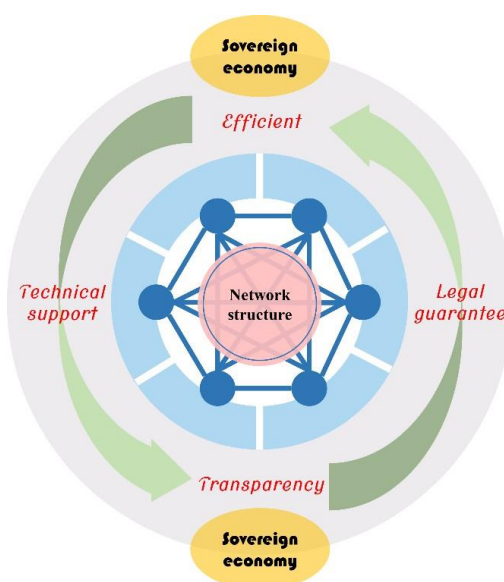 Sovereign
economy
Efficient
Technical
support
Network
structure
Legal
guarantee
Transparency
Sovereign
economy